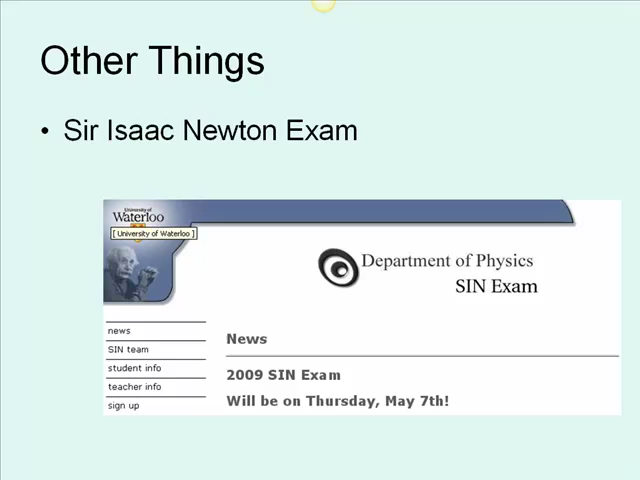 Other Things
• Sir Isaac Newton Exam
University of
Waterloo
[ University of Waterloo ]
Department of Physics
SIN Exam
news
SIN team
student info
teacher info
sign up
News
2009 SIN Exam
Will be on Thursday, May 7th!